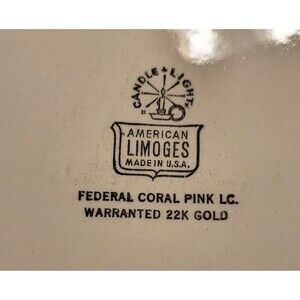 CANDLE LIGHT
AMERICAN
LIMOGES
MADE IN U.S.A.
FEDERAL CORAL PINK LC.
WARRANTED 22K GOLD